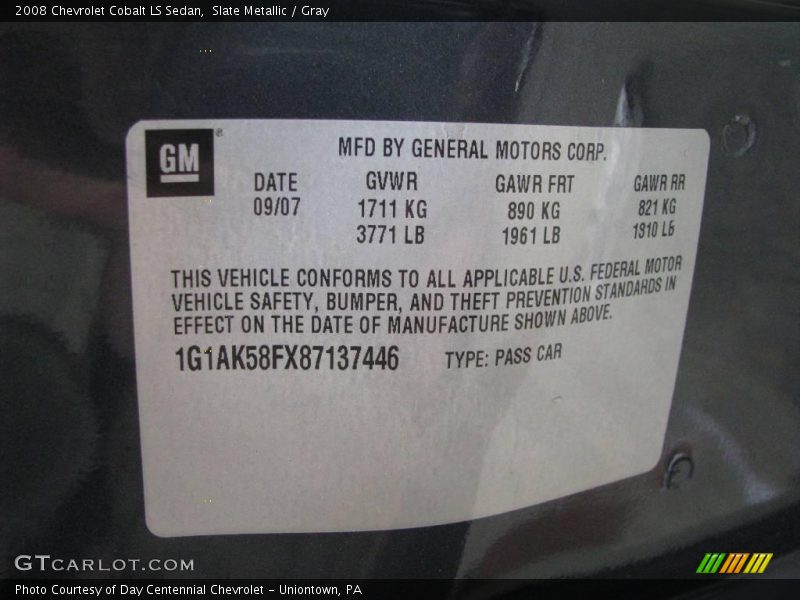 2008 Chevrolet Cobalt LS Sedan,  Slate Metallic / Gray
GM
®
MFD BY GENERAL MOTORS CORP.
DATE GVWR GAWR FRT GAWR RR
09/07 1711 KG 890 KG 821 KG
3771 LB 1961 LB 1810 LB
THIS VEHICLE CONFORMS TO ALL APPLICABLE U.S. FEDERAL MOTOR
VEHICLE SAFETY, BUMPER, AND THEFT PREVENTION STANDARDS IN
EFFECT ON THE DATE OF MANUFACTURE SHOWN ABOVE.
1G1AK58FX87137446 TYPE: PASS CAR
GTCARLOT.COM
Photo Courtesy of Day Centennial Chevrolet - Uniontown, PA